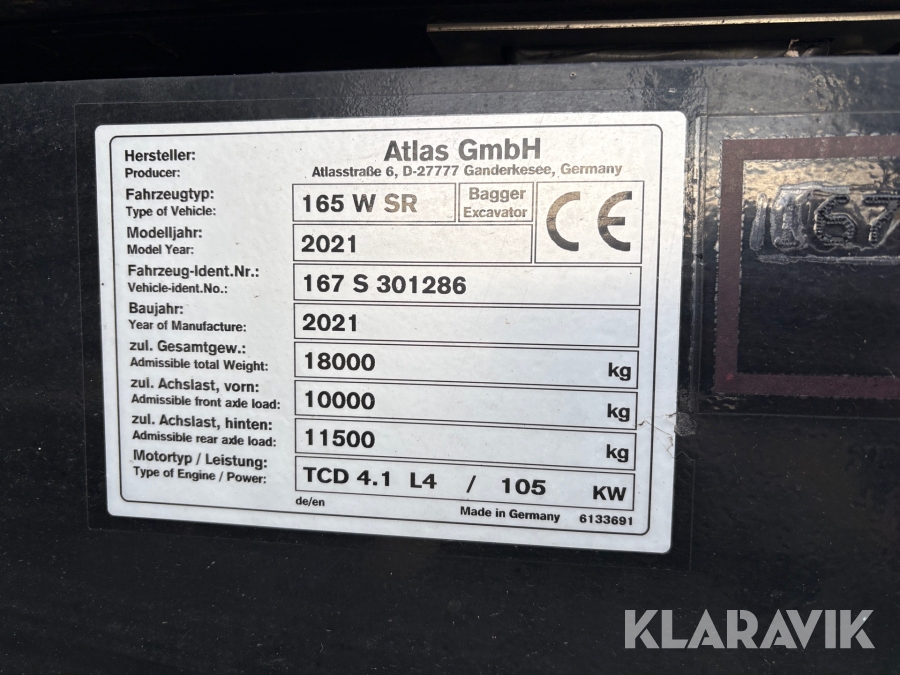 Atlas GmbH
Hersteller:
Producer:
Atlasstraße 6, D-27777 Ganderkesee, Germany
Fahrzeugtyp:
Type of Vehicle:
165 W SR
Bagger
Excavator
CE
Modelljahr:
Model Year:
2021
Fahrzeug-Ident.Nr.:
Vehicle-ident.No.:
167 S 301286
Baujahr:
Year of Manufacture:
2021
zul. Gesamtgew.:
Admissible total Weight:
18000 kg
zul. Achslast, vorn:
Admissible front axle load:
10000 kg
zul. Achslast, hinten:
Admissible rear axle load:
11500 kg
Motortyp / Leistung:
Type of Engine / Power:
TCD 4.1 L4 / 105 KW
de/en
Made in Germany 6133691
KLARAVIK